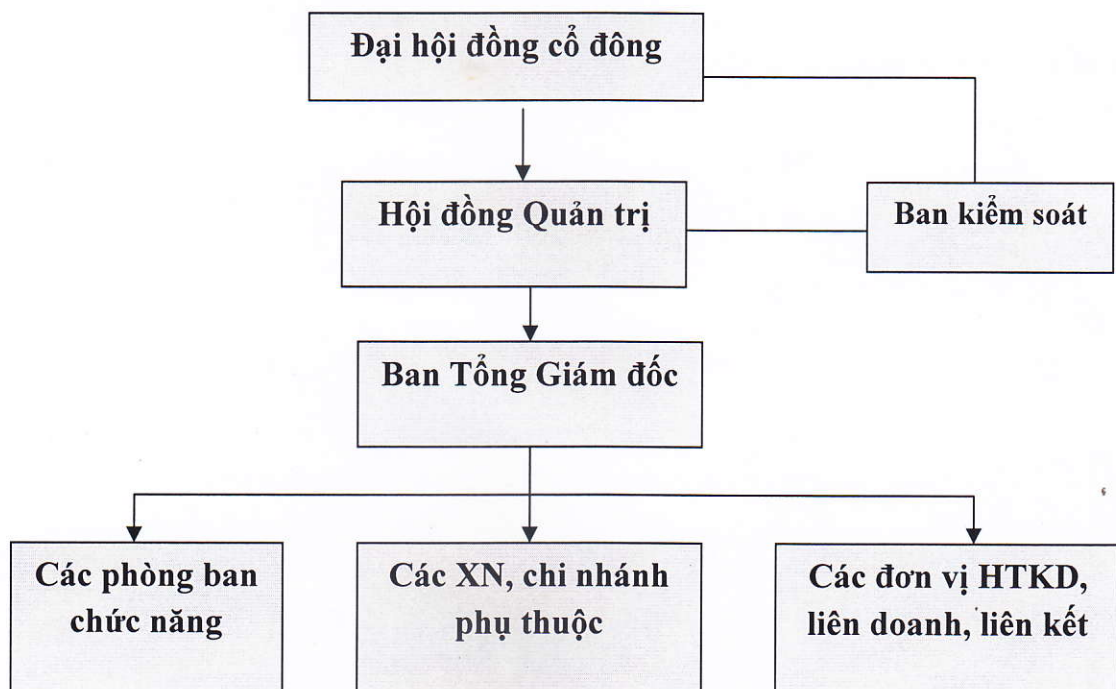 Đại hội đồng cổ đông
Hội đồng Quản trị
Ban kiểm soát
Ban Tổng Giám đốc
Các phòng ban
chức năng
Các XN, chi nhánh
phụ thuộc
Các đơn vị HTKD,
liên doanh, liên kết